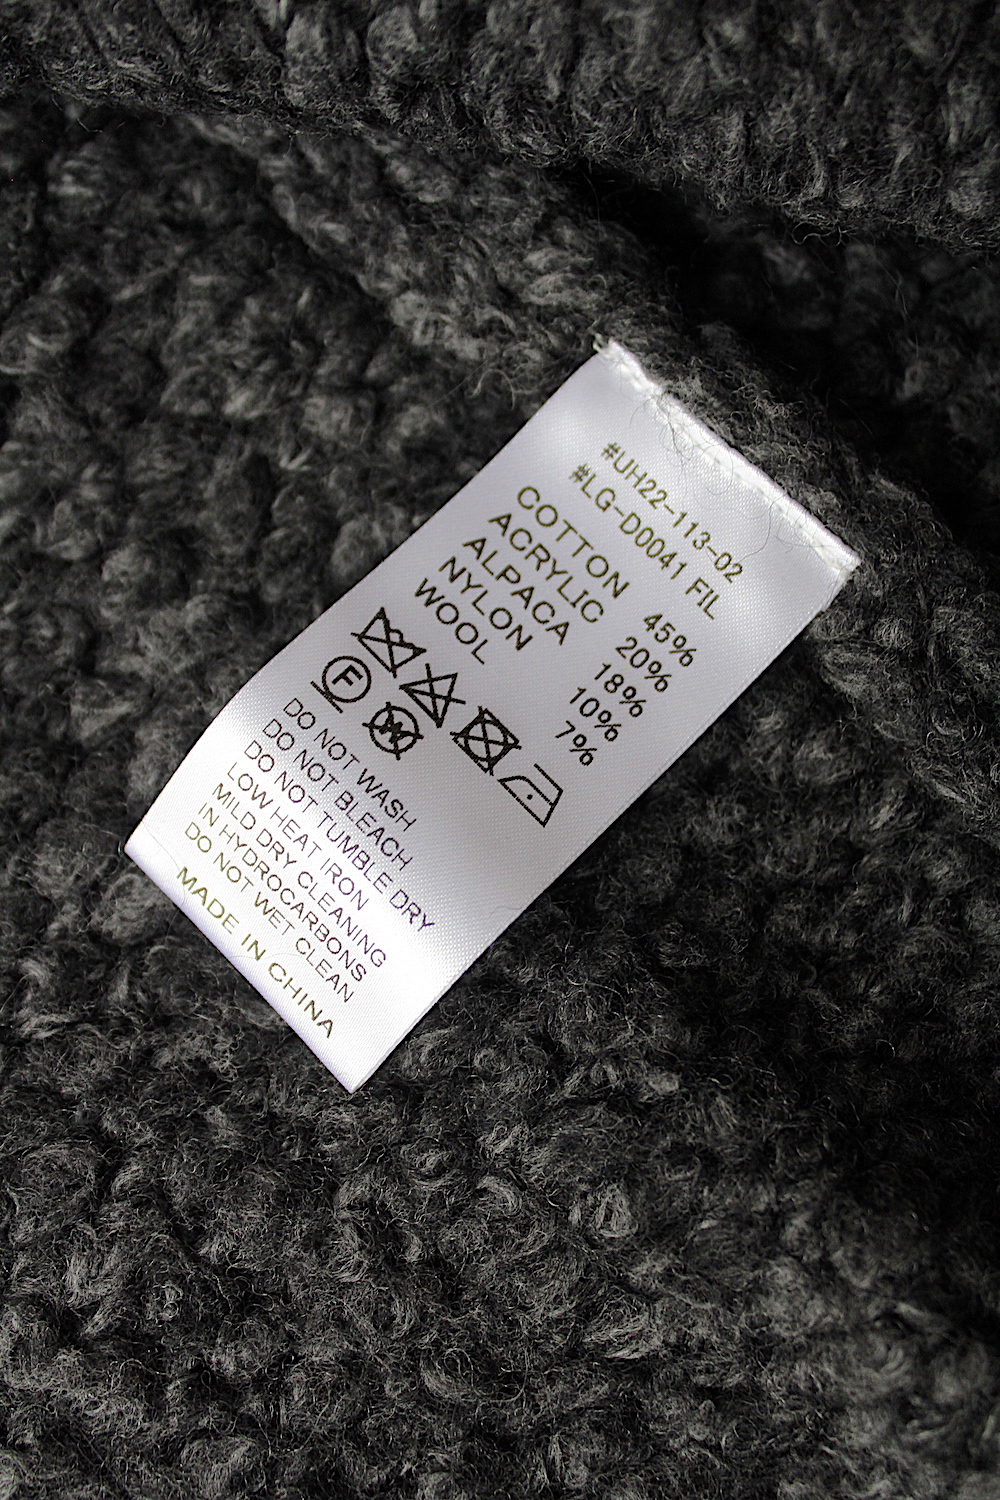 #UH22-113-02
#LG-D0041 FIL
COTTON 45%
ACRYLIC 20%
ALPACA 18%
NYLON 10%
WOOL 7%
F
W
DO NOT WASH
DO NOT BLEACH
DO NOT TUMBLE DRY
LOW HEAT IRON
MILD DRY CLEANING
IN HYDROCARBONS
DO NOT WET CLEAN
MADE IN CHINA